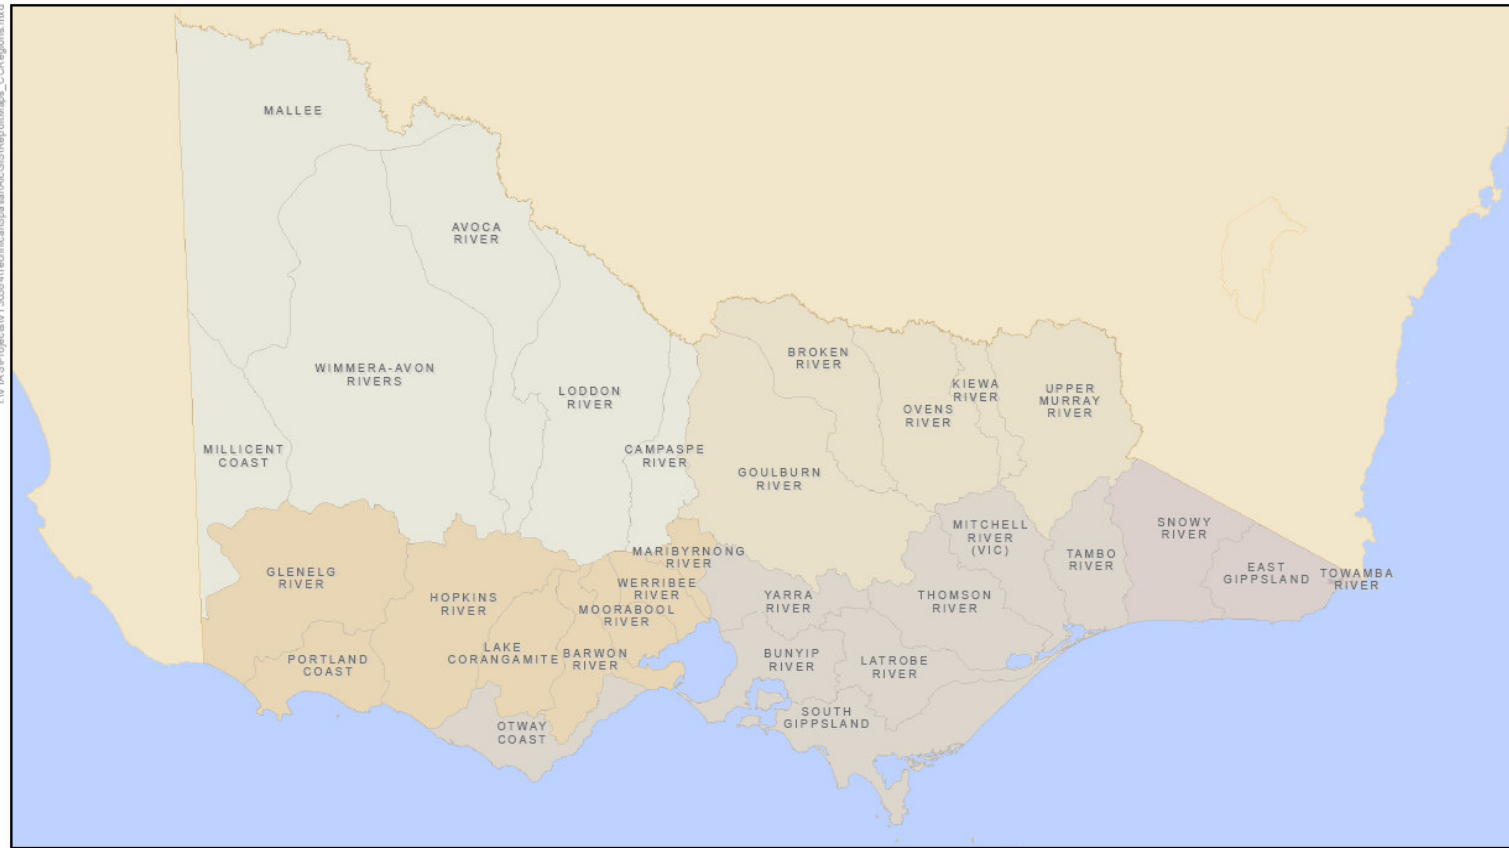 MALLEE
AVOCA
RIVER
WIMMERA-AVON
RIVERS
LODDON
RIVER
BROKEN
RIVER
KIEWA
RIVER
OVENS
RIVER
UPPER
MURRAY
RIVER
MILLICENT
COAST
CAMPASPE
RIVER
GOULBURN
RIVER
MITCHELL
RIVER
(VIC)
SNOWY
RIVER
TAMBO
RIVER
EAST
GIPPSLAND
TOWAMBA
RIVER
GLENELG
RIVER
HOPKINS
RIVER
MARIBYRNONG
RIVER
WERRIBEE
RIVER
MOORABOOL
RIVER
YARRA
RIVER
THOMSON
RIVER
PORTLAND
COAST
LAKE
CORANGAMITE
BARWON
RIVER
BUNYIP
RIVER
LATROBE
RIVER
OTWAY
COAST
SOUTH
GIPPSLAND